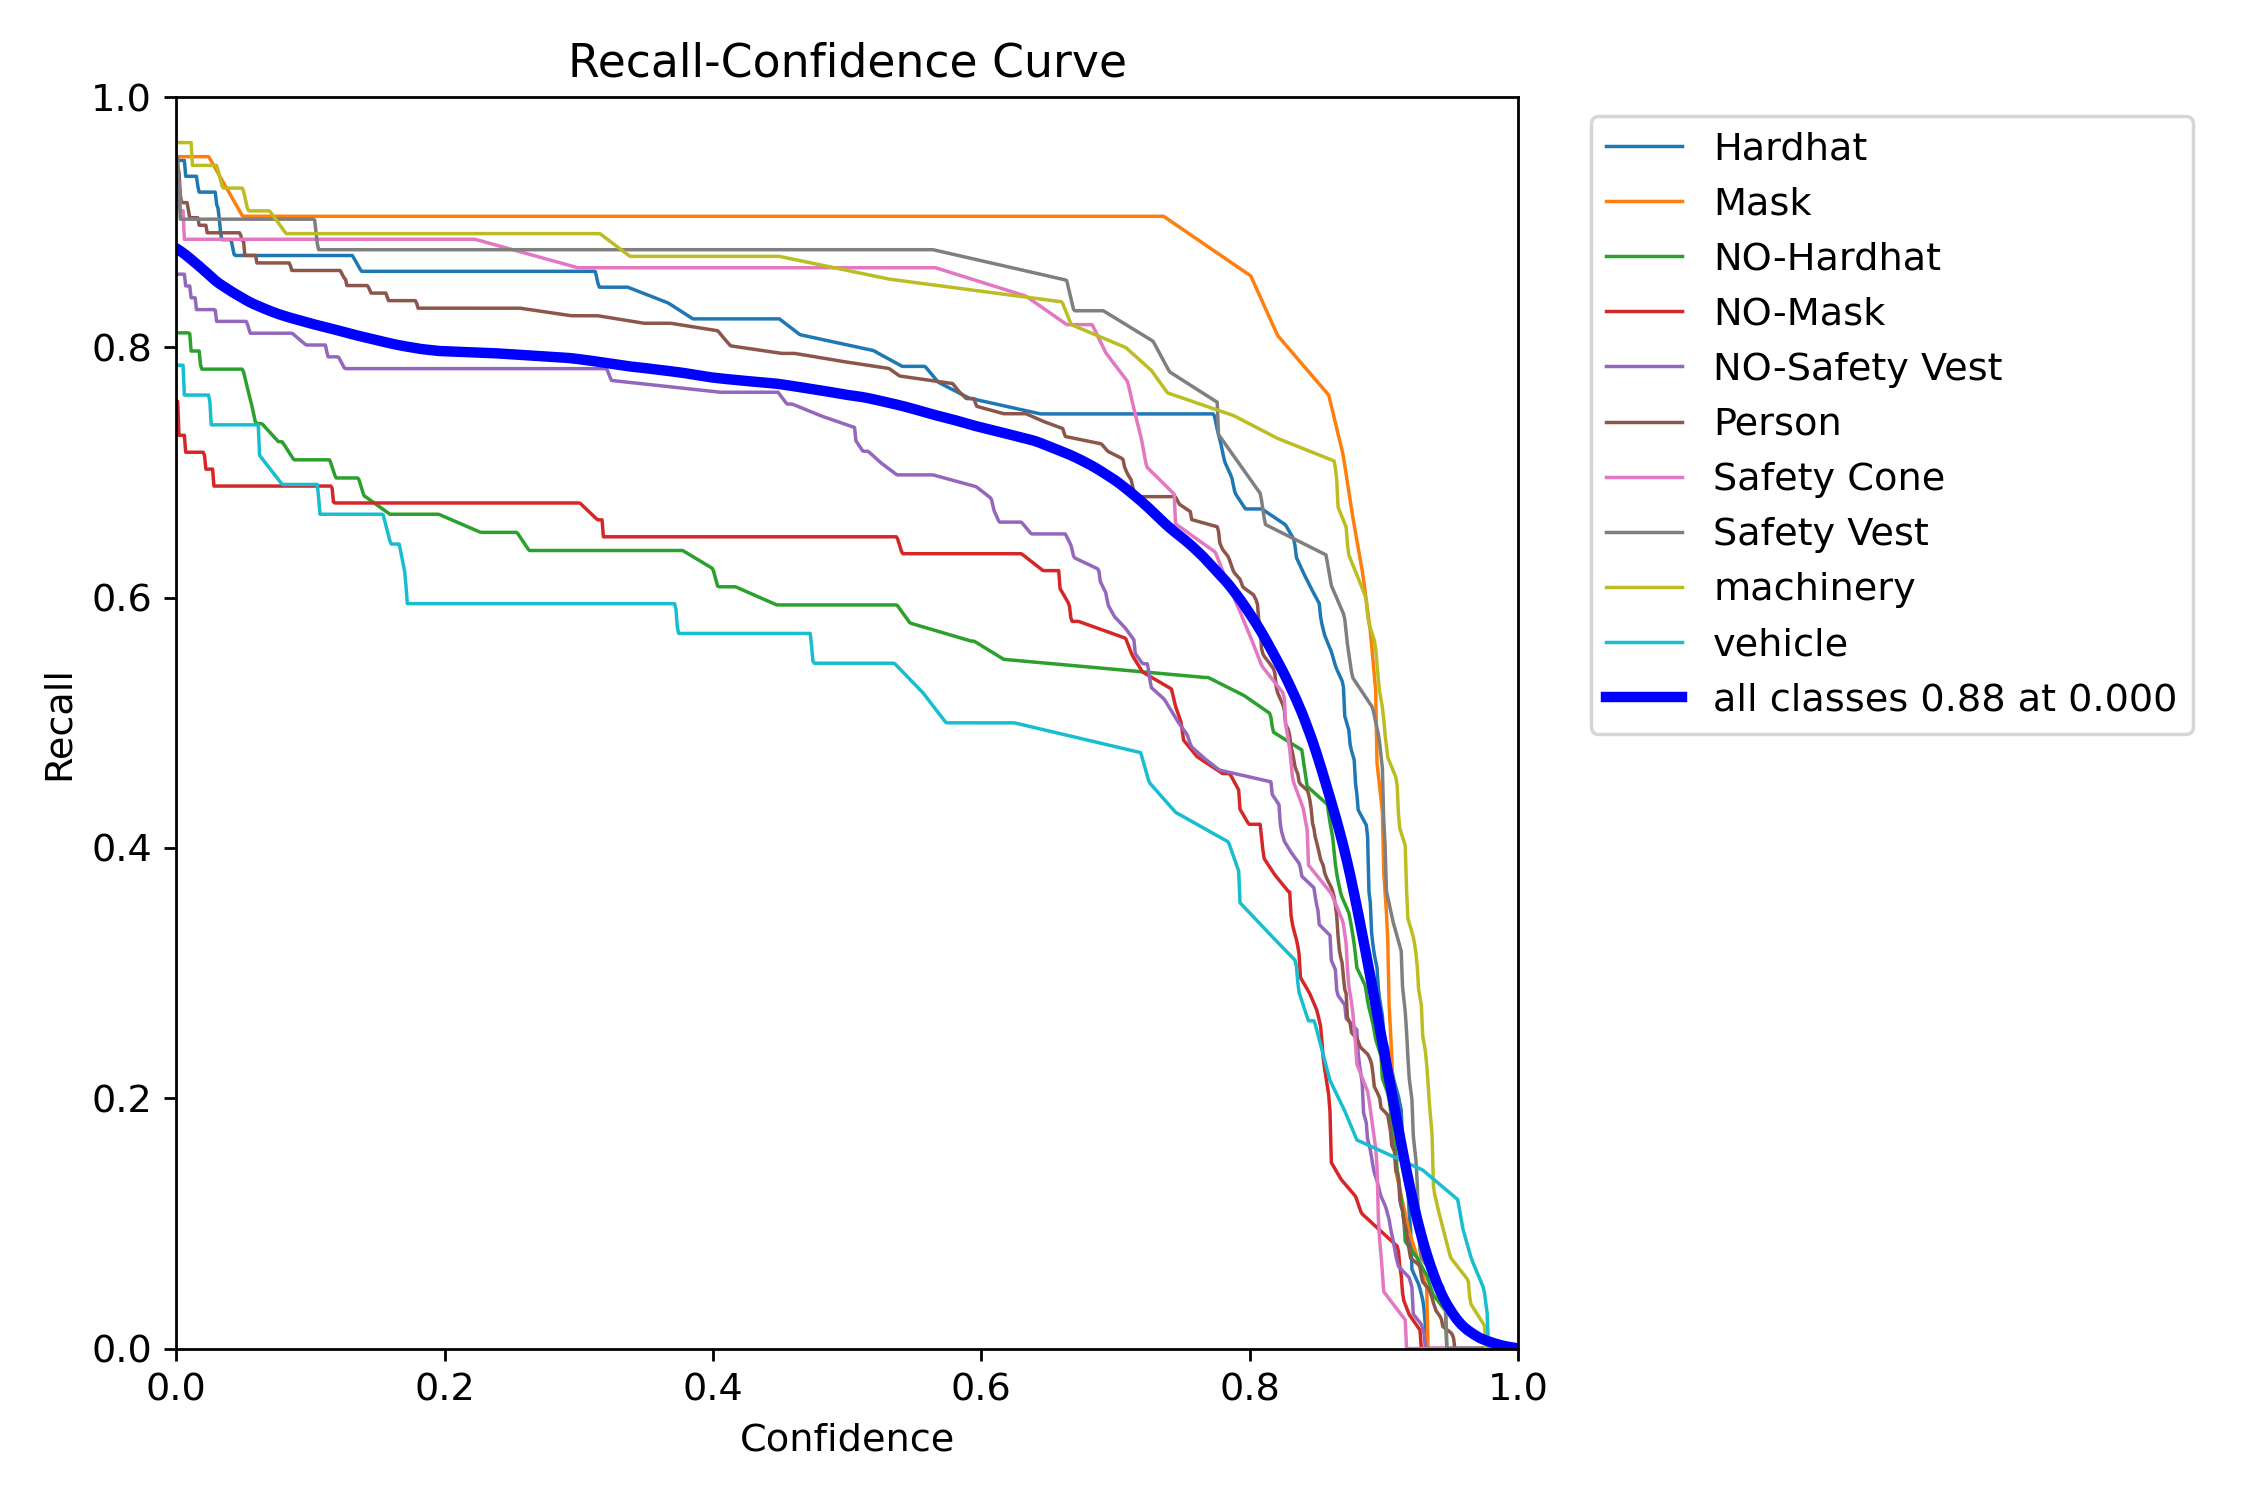 Recall-Confidence Curve
1.0
0.8
0.6
0.4
0.2
0.0
Recall
0.0 0.2 0.4 0.6 0.8 1.0
Confidence
Hardhat
Mask
NO-Hardhat
NO-Mask
NO-Safety Vest
Person
Safety Cone
Safety Vest
machinery
vehicle
all classes 0.88 at 0.000